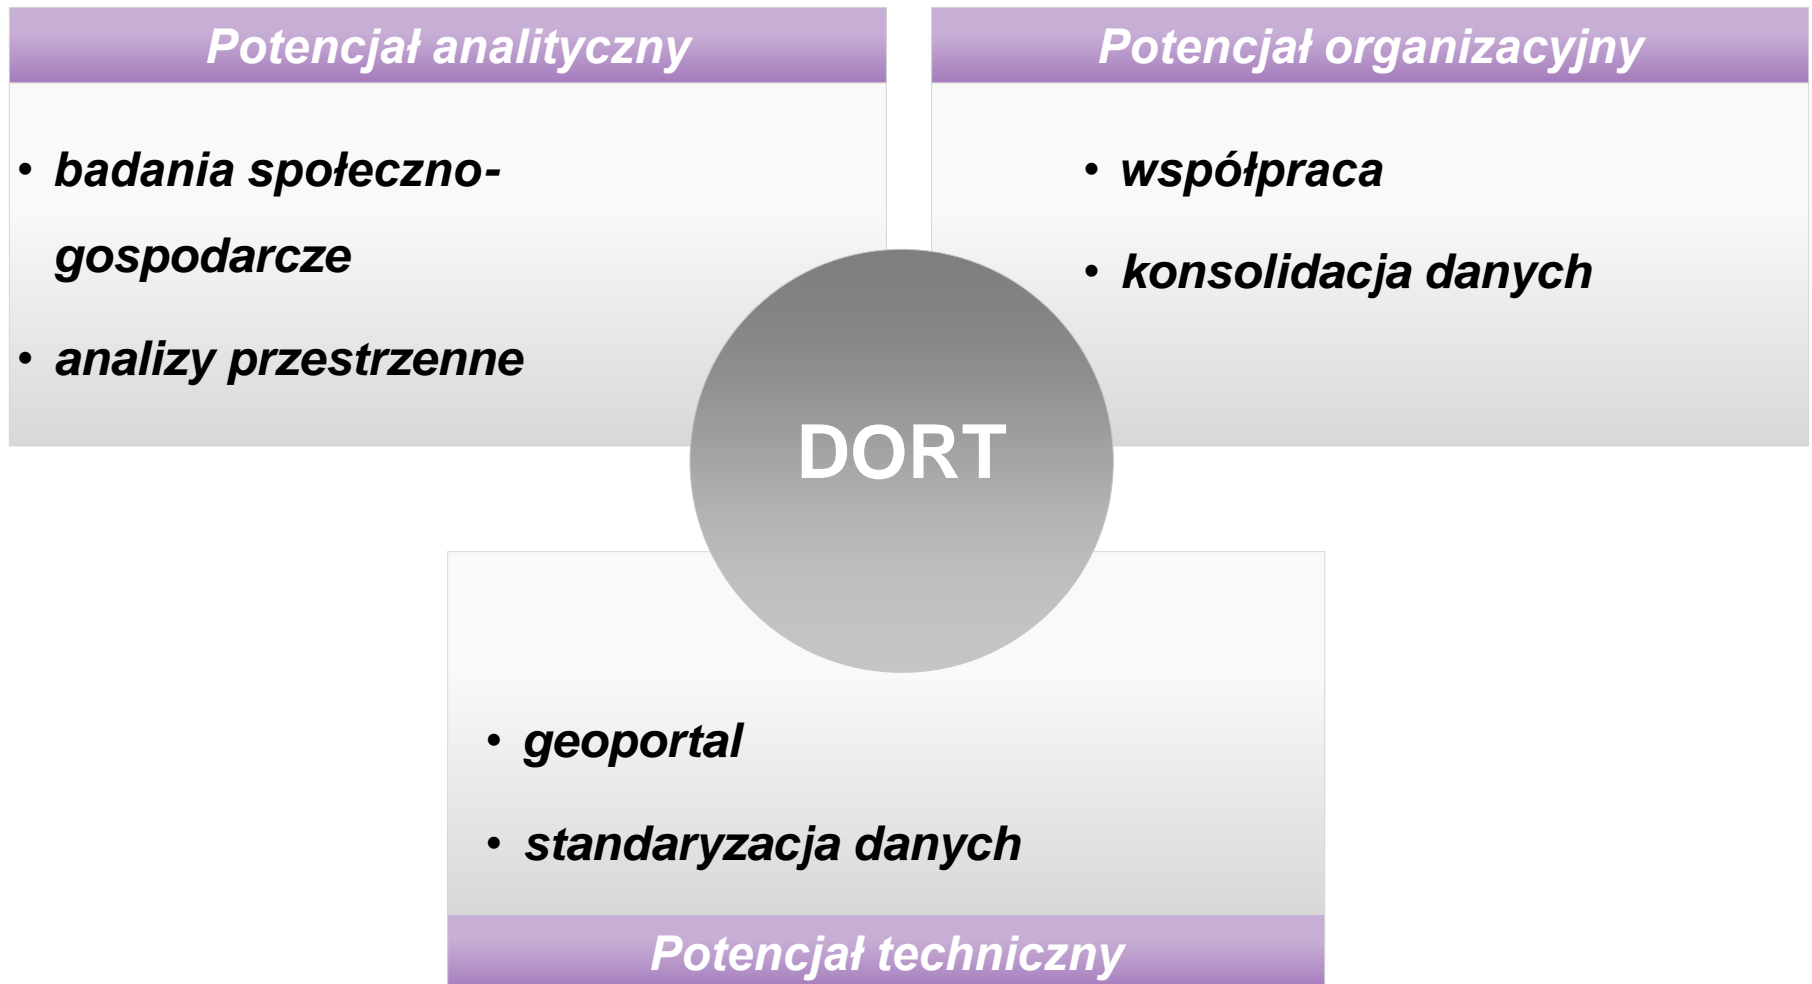 Potencjał analityczny
• badania społeczno-
gospodarcze
• analizy przestrzenne
Potencjał organizacyjny
• współpraca
• konsolidacja danych
DORT
• geoportal
• standaryzacja danych
Potencjał techniczny